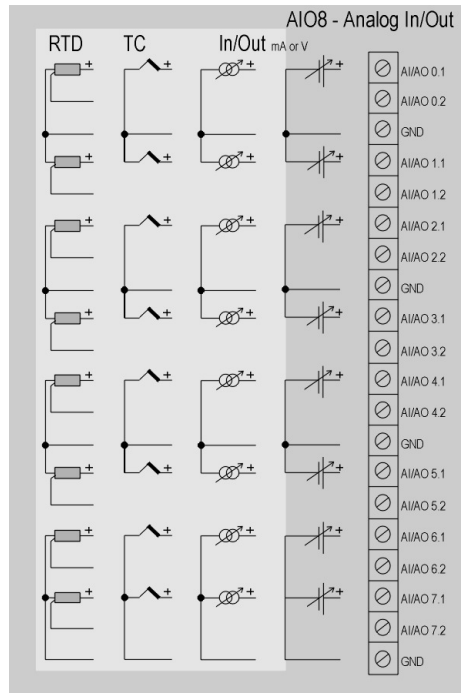 AIO8 - Analog In/Out
RTD TC In/Out mA or V
+ + + + AI/AO 0.1
AI/AO 0.2
GND
+ + + + AI/AO 1.1
AI/AO 1.2
+ + + + AI/AO 2.1
AI/AO 2.2
GND
+ + + + AI/AO 3.1
AI/AO 3.2
+ + + + AI/AO 4.1
AI/AO 4.2
GND
+ + + + AI/AO 5.1
AI/AO 5.2
+ + + + AI/AO 6.1
AI/AO 6.2
+ + + + AI/AO 7.1
AI/AO 7.2
GND